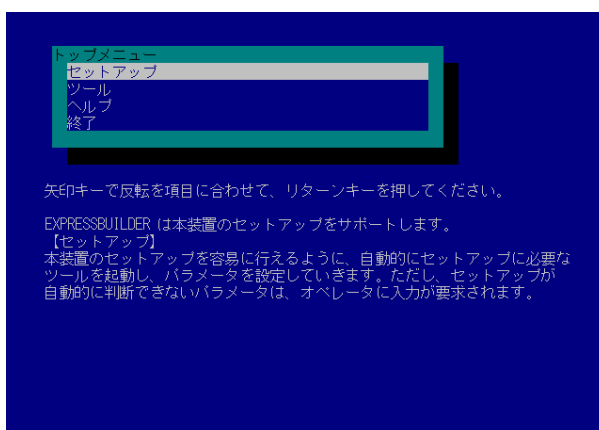 トップメニュー
セットアップ
ツール
ヘルプ
終了
矢印キーで反転を項目に合わせて、リターンキーを押してください。
EXPRESSBUILDER は本装置のセットアップをサポートします。
【セットアップ】
本装置のセットアップを容易に行えるように、自動的にセットアップに必要な
ツールを起動し、パラメータを設定していきます。ただし、セットアップが
自動的に判断できないパラメータは、オペレータに入力が要求されます。